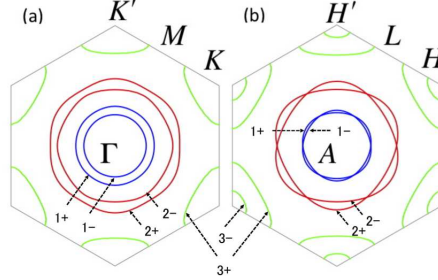 (a)
K′
M
K
Γ
1+
1−
2−
2+
3+
(b)
H′
L
H
1+
1−
A
2−
2+
3−